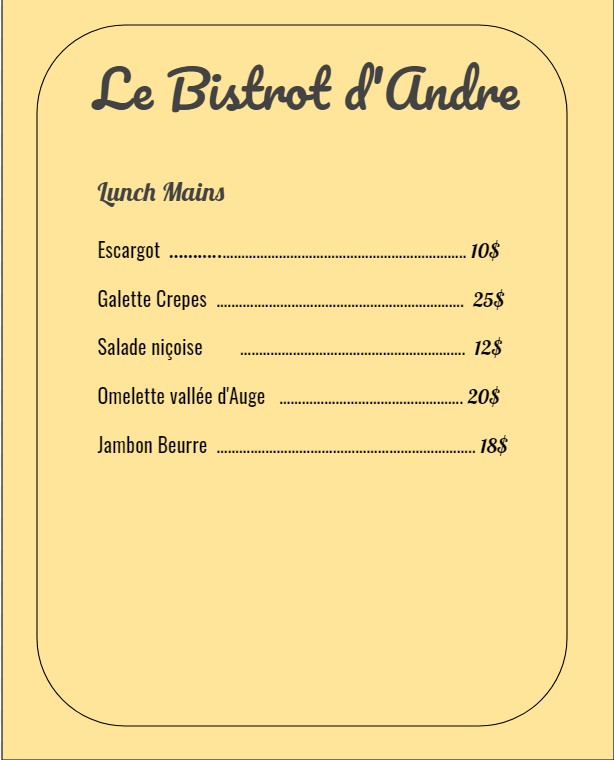 Le Bistrot d'Andre
Lunch Mains
Escargot ........................................................................ 10$
Galette Crepes ............................................................... 25$
Salade niçoise ......................................................... 12$
Omelette vallée d'Auge .............................................. 20$
Jambon Beurre ................................................................. 18$